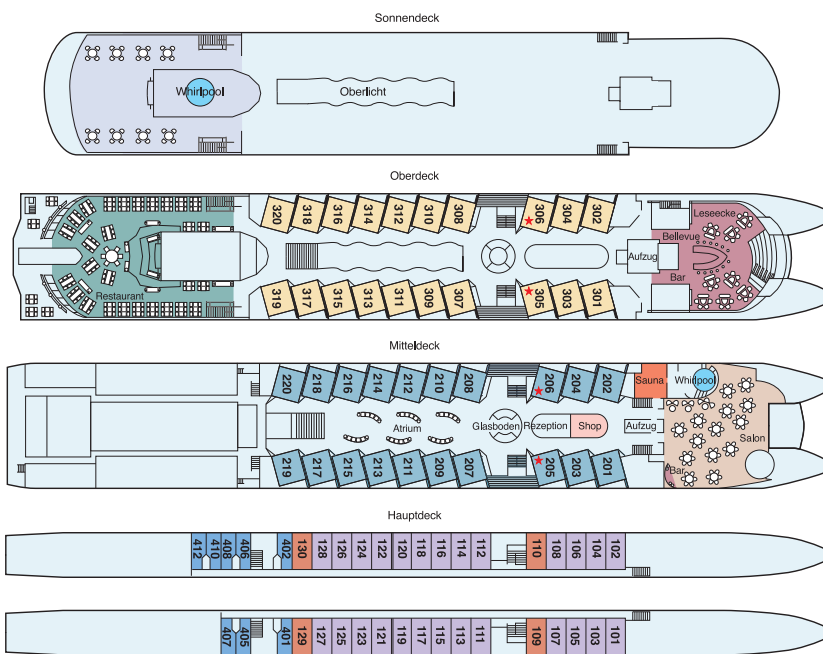 Sonnendeck
Whirlpool
Oberlicht
Oberdeck
320 318 316 314 312 310 308 306 304 302
Leseecke
Bellevue
Aufzug
Bar
Restaurant
319 317 315 313 311 309 307 305 303 301
Mitteldeck
220 218 216 214 212 210 208 206 204 202
Sauna
Whirlpool
Atrium
Glasboden
Rezeption
Shop
Aufzug
Salon
Bar
219 217 215 213 211 209 207 205 203 201
Hauptdeck
412 410 408 406 402 130 128 126 124 122 120 118 116 114 112 110 108 106 104 102
407 405 401 129 127 125 123 121 119 117 115 113 111 109 107 105 103 101